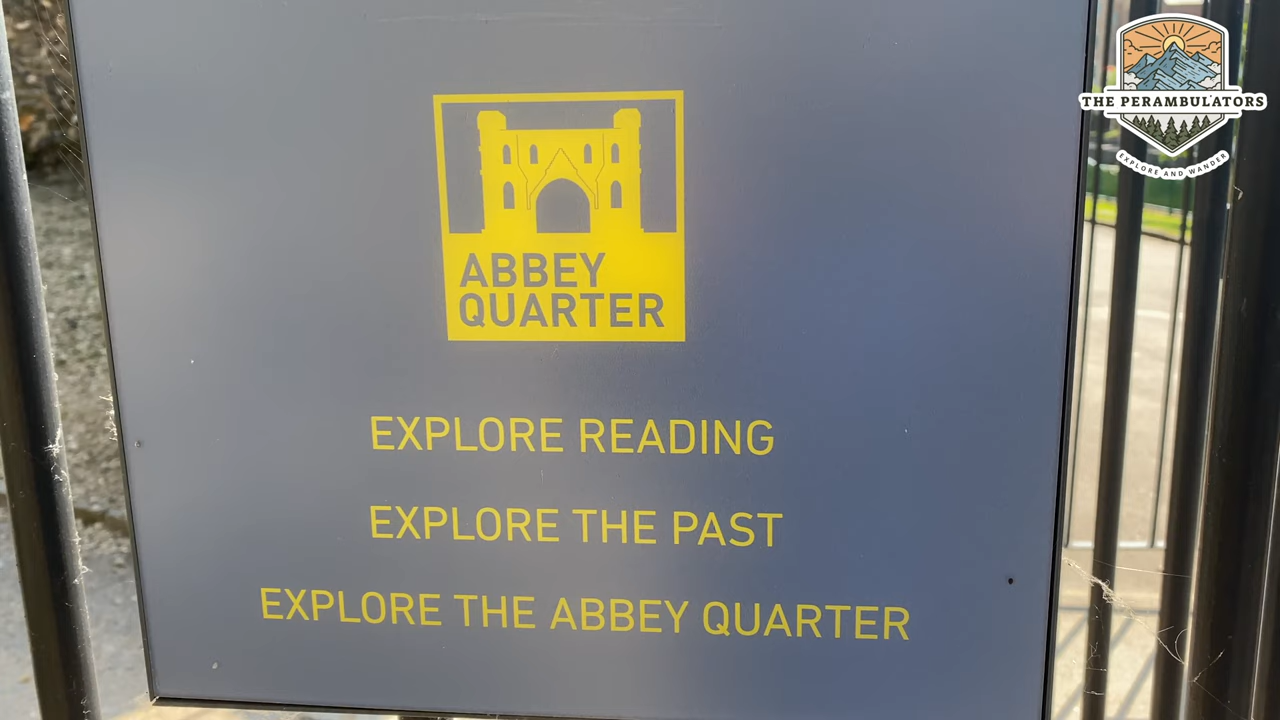 THE PERAMBULATORS
EXPLORE AND WANDER
ABBEY
QUARTER
EXPLORE READING
EXPLORE THE PAST
EXPLORE THE ABBEY QUARTER